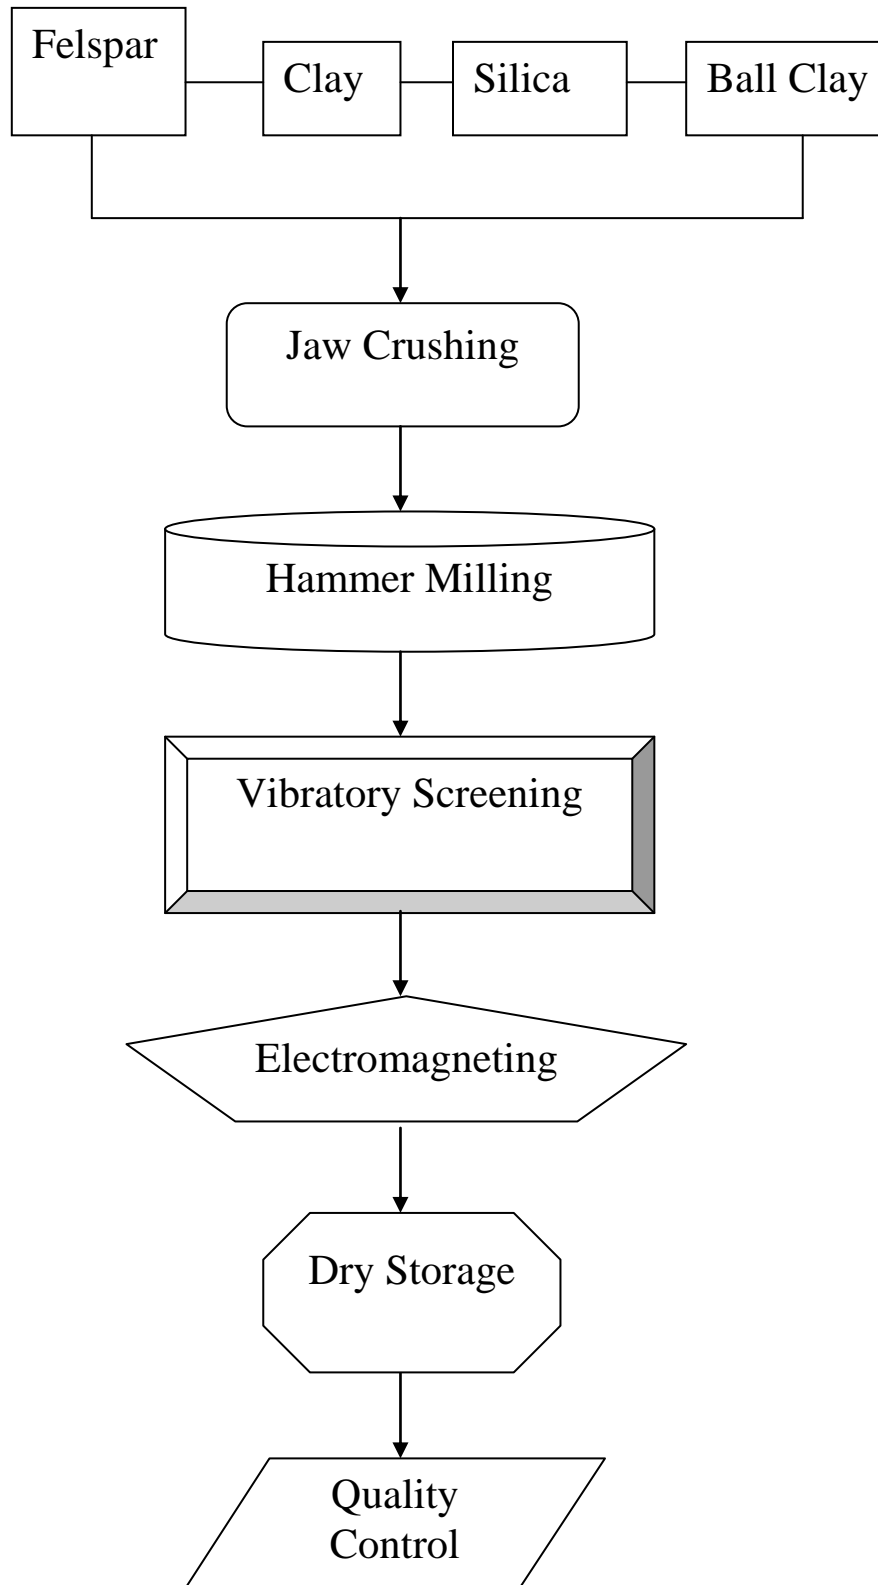 Felspar
Clay
Silica
Ball Clay
Jaw Crushing
Hammer Milling
Vibratory Screening
Electromagneting
Dry Storage
Quality
Control